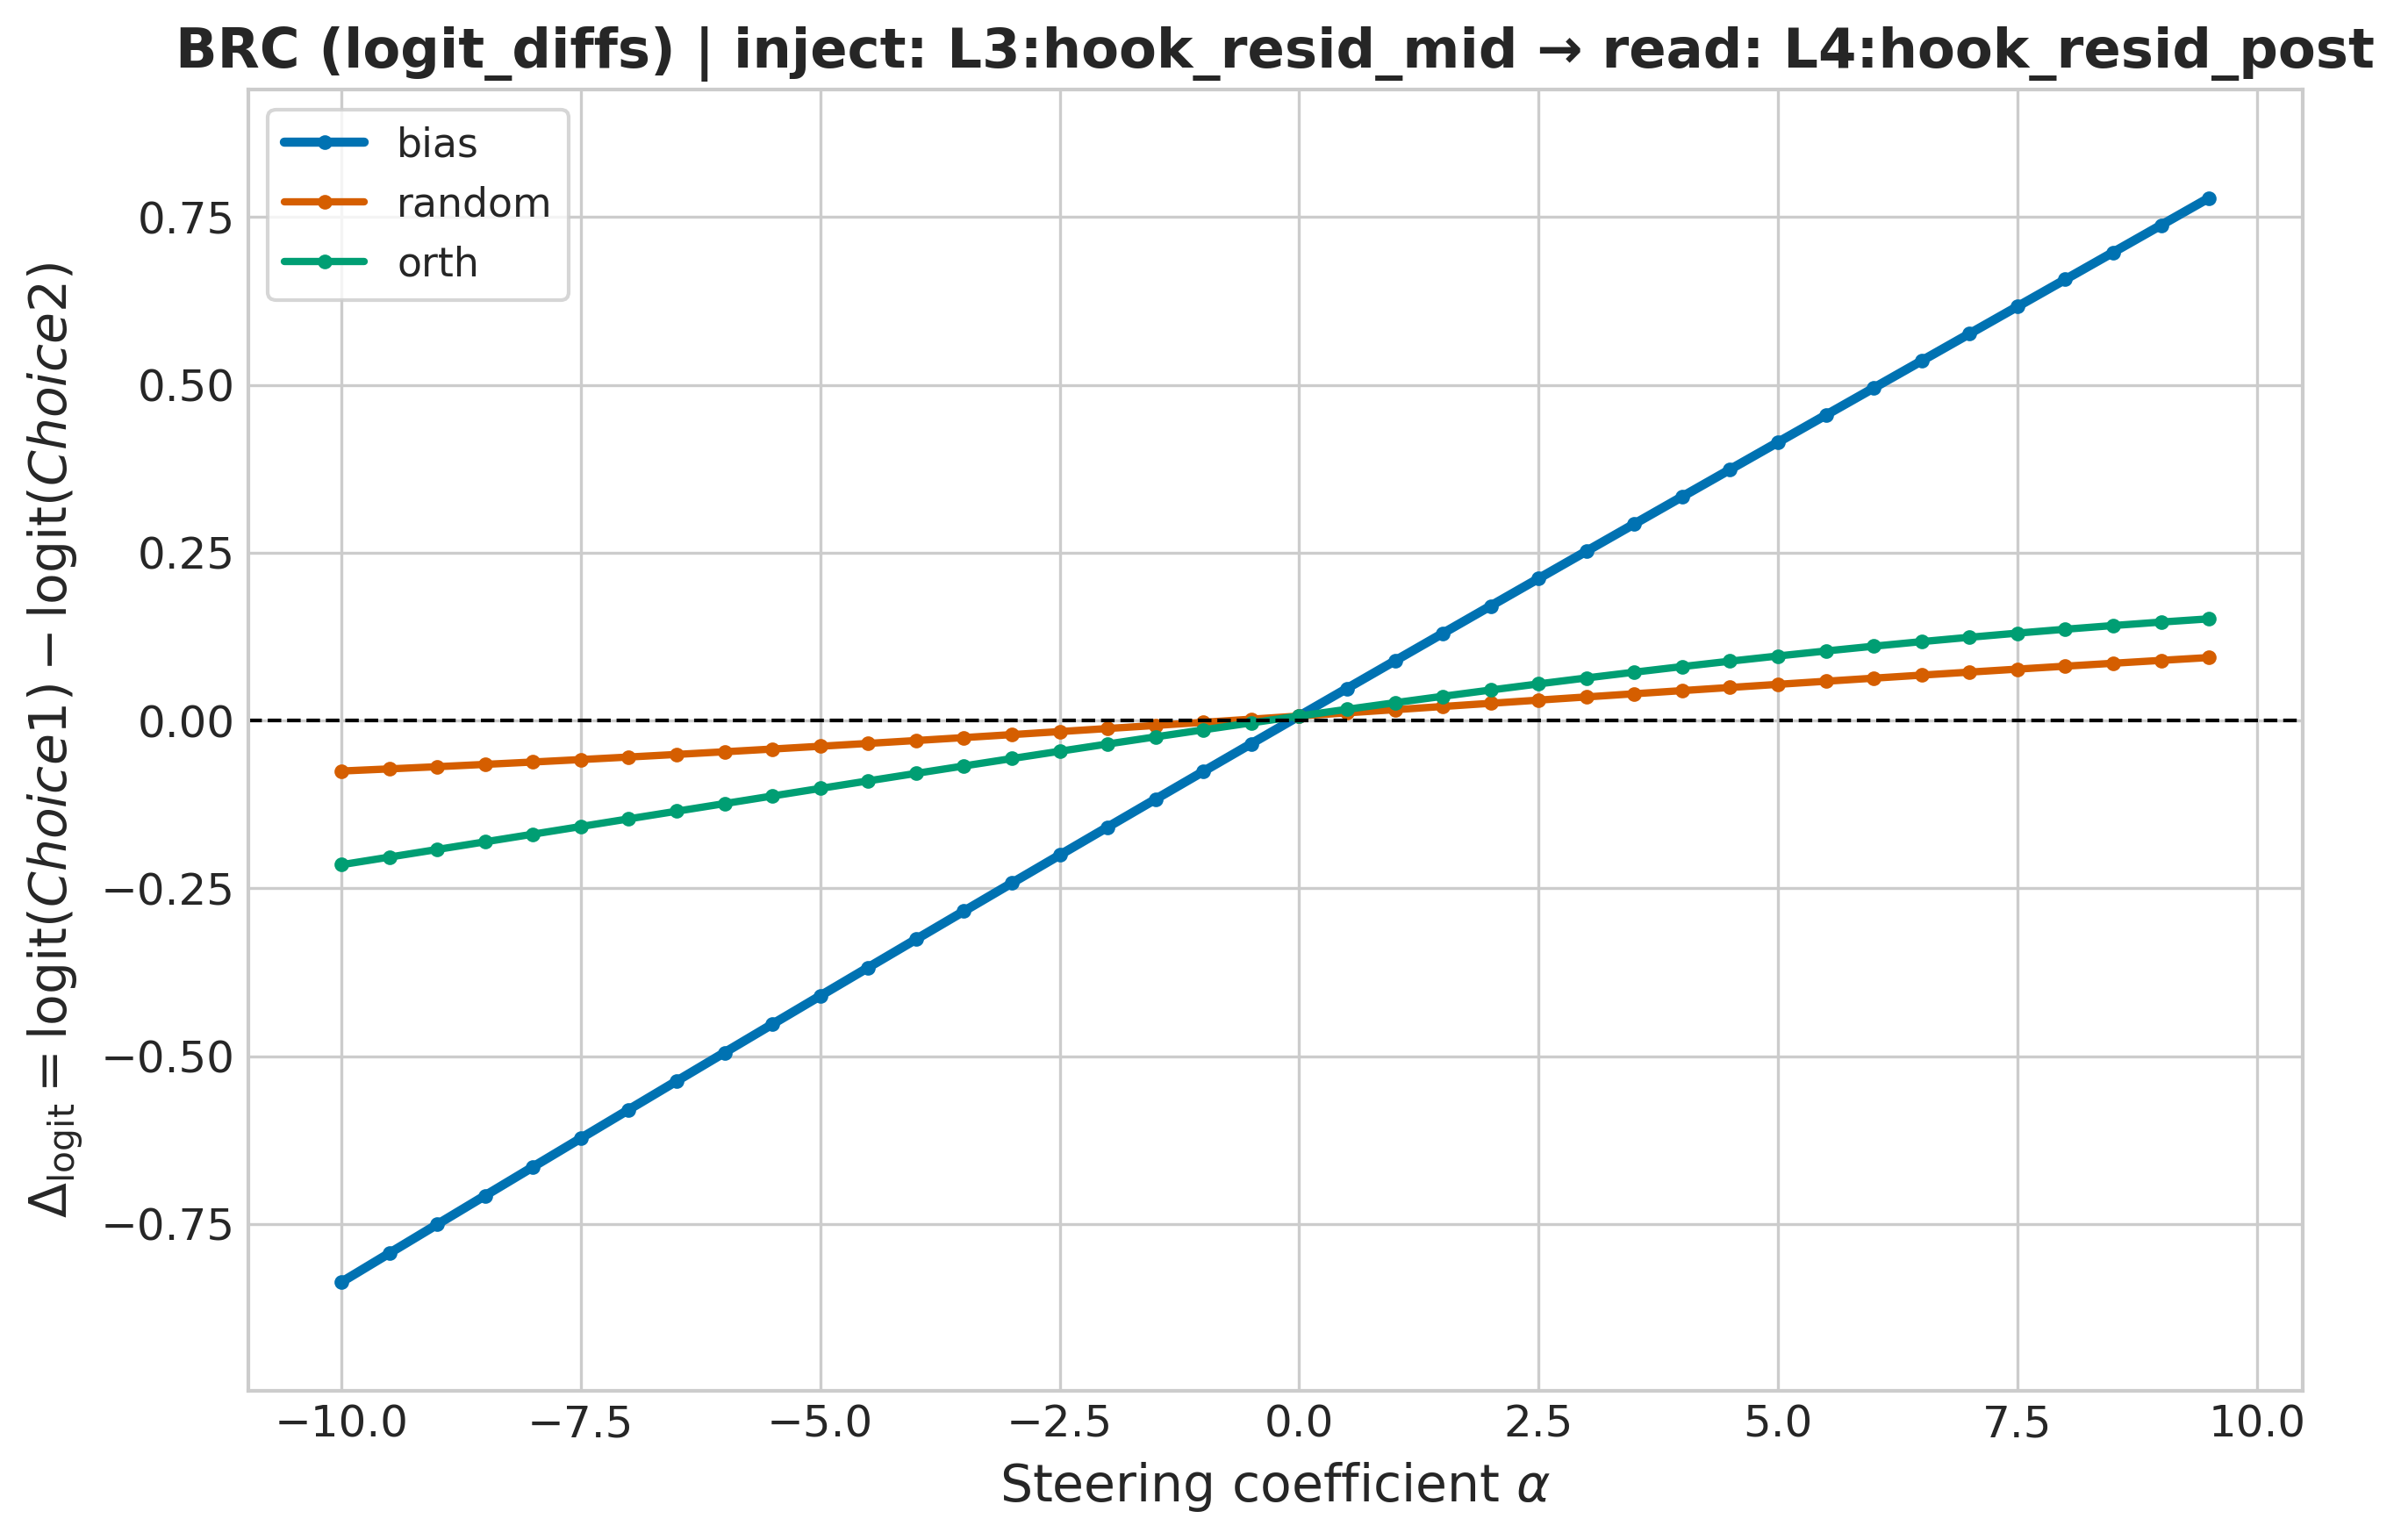 BRC (logit_diffs) | inject: L3:hook_resid_mid → read: L4:hook_resid_post
bias
random
orth
Δlogit = logit(Choice1) − logit(Choice2)
0.75
0.50
0.25
0.00
−0.25
−0.50
−0.75
−10.0 −7.5 −5.0 −2.5 0.0 2.5 5.0 7.5 10.0
Steering coefficient α